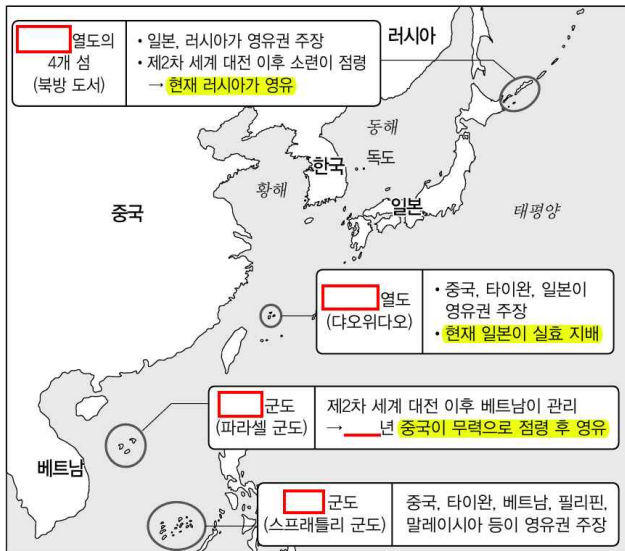 열도의
4개 섬
(북방 도서)
• 일본, 러시아가 영유권 주장
• 제2차 세계 대전 이후 소련이 점령
→ 현재 러시아가 영유
러시아
동해
독도
한국
황해
일본
중국
태평양
열도
(댜오위다오)
• 중국, 타이완, 일본이
영유권 주장
• 현재 일본이 실효 지배
군도
(파라셀 군도)
제2차 세계 대전 이후 베트남이 관리
→ 년 중국이 무력으로 점령 후 영유
베트남
군도
(스프래틀리 군도)
중국, 타이완, 베트남, 필리핀,
말레이시아 등이 영유권 주장